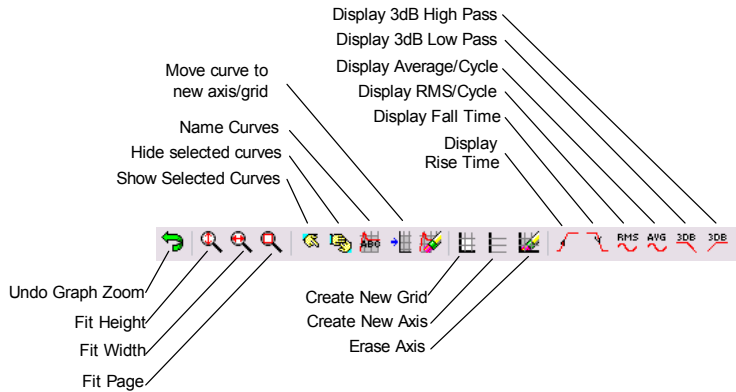 Display 3dB High Pass
Display 3dB Low Pass
Display Average/Cycle
Display RMS/Cycle
Display Fall Time
Display
Rise Time
Move curve to
new axis/grid
Name Curves
Hide selected curves
Show Selected Curves
ABC
RMS
AVG
3DB
3DB
Undo Graph Zoom
Fit Height
Fit Width
Fit Page
Create New Grid
Create New Axis
Erase Axis